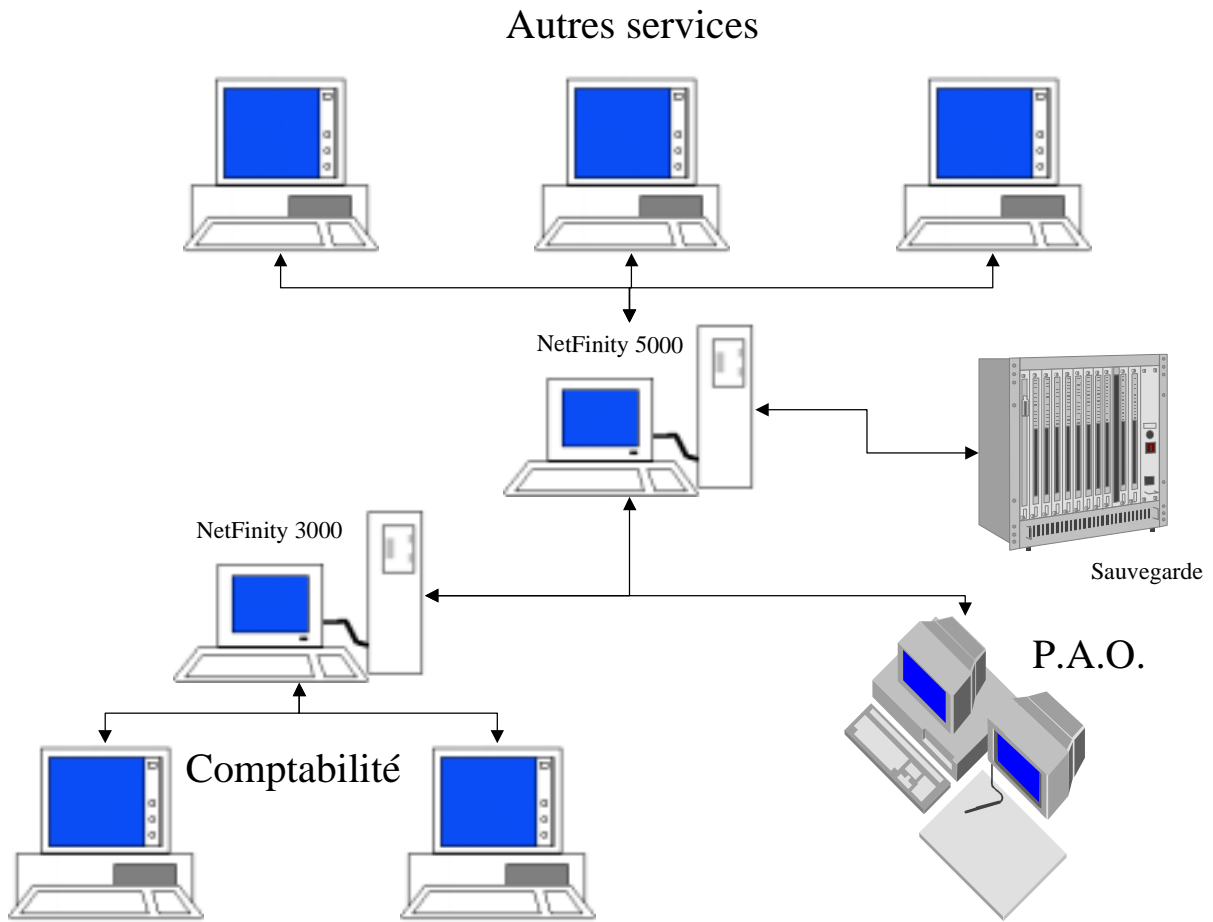 Autres services
NetFinity 5000
NetFinity 3000
Sauvegarde
P.A.O.
Comptabilité